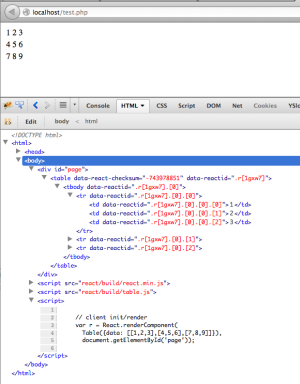 localhost/test.php
1 2 3
4 5 6
7 8 9
Console HTML CSS Script DOM Net Cookies YSlo
Edit body < html
<!DOCTYPE html>
<html>
<head>
<body>
<div id="page">
<table data-react-checksum="-743978851" data-reactid=".r[1gxw7]">
<tbody data-reactid=".r[1gxw7].[0]">
<tr data-reactid=".r[1gxw7].[0].[0]">
<td data-reactid=".r[1gxw7].[0].[0].[0]">1</td>
<td data-reactid=".r[1gxw7].[0].[0].[1]">2</td>
<td data-reactid=".r[1gxw7].[0].[0].[2]">3</td>
</tr>
<tr data-reactid=".r[1gxw7].[0].[1]">
<tr data-reactid=".r[1gxw7].[0].[2]">
</tbody>
</table>
</div>
<script src="react/build/react.min.js">
<script src="react/build/table.js">
<script>
1
2 // client init/render
3 var r = React.renderComponent(
4 Table({data: [[1,2,3],[4,5,6],[7,8,9]]}),
5 document.getElementById('page'));
6
</script>
</body>
</html>